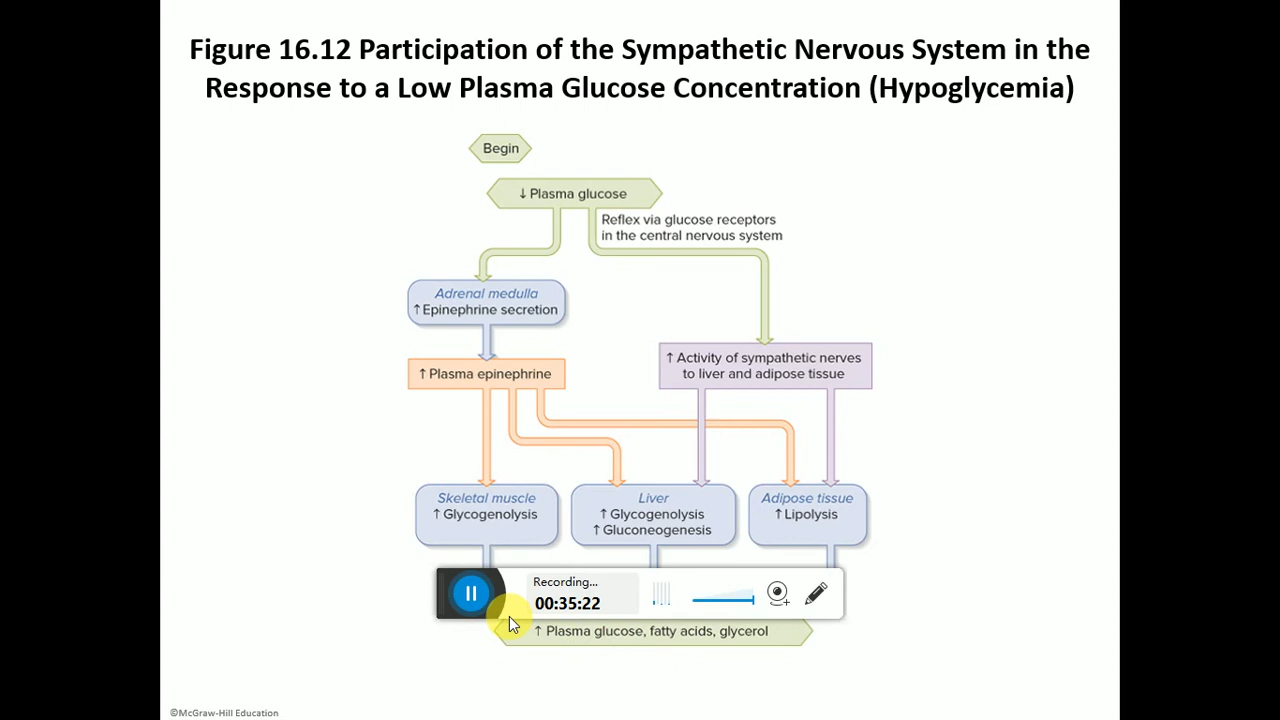 Figure 16.12 Participation of the Sympathetic Nervous System in the
Response to a Low Plasma Glucose Concentration (Hypoglycemia)
Begin
↓ Plasma glucose
Reflex via glucose receptors
in the central nervous system
Adrenal medulla
↑ Epinephrine secretion
↑ Plasma epinephrine
↑ Activity of sympathetic nerves
to liver and adipose tissue
Skeletal muscle
↑ Glycogenolysis
Liver
↑ Glycogenolysis
↑ Gluconeogenesis
Adipose tissue
↑ Lipolysis
Recording...
00:35:22
↑ Plasma glucose, fatty acids, glycerol
©McGraw-Hill Education